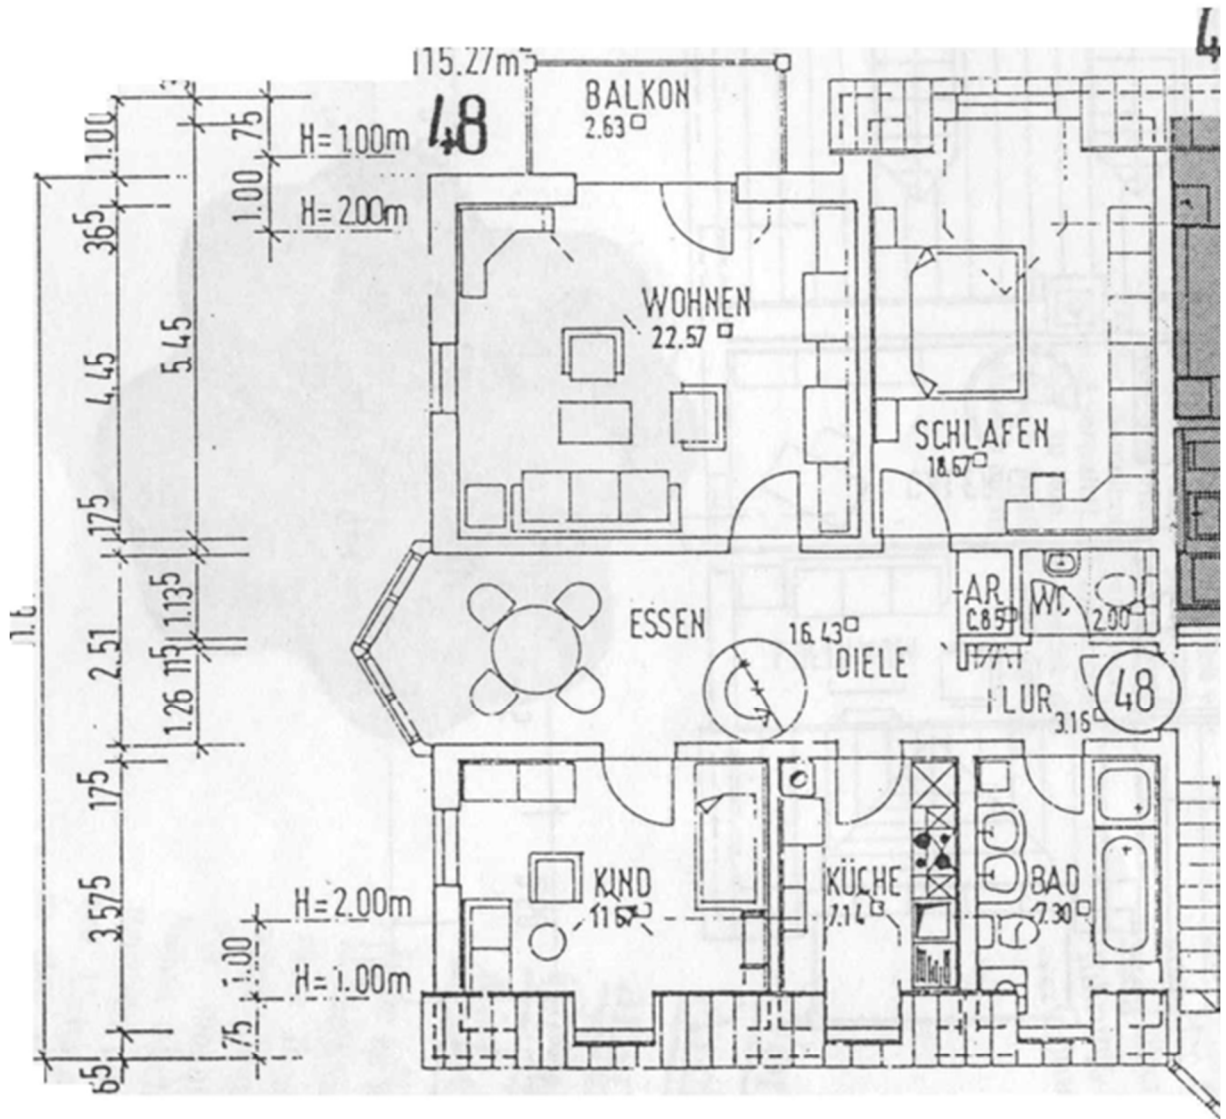 115.27m²
48
BALKON
2.63
H=1.00m
H=2.00m
75
1.00
1.00
365
4.45
5.45
175
WOHNEN
22.57
SCHLAFEN
18.67
1.135
2.51
115
1.26
ESSEN
16.43
DIELE
AR
0.85
WC
2.00
FLUR
3.16
48
175
3.575
KIND
11.67
KÜCHE
7.14
BAD
7.30
H=2.00m
1.00
H=1.00m
75
65